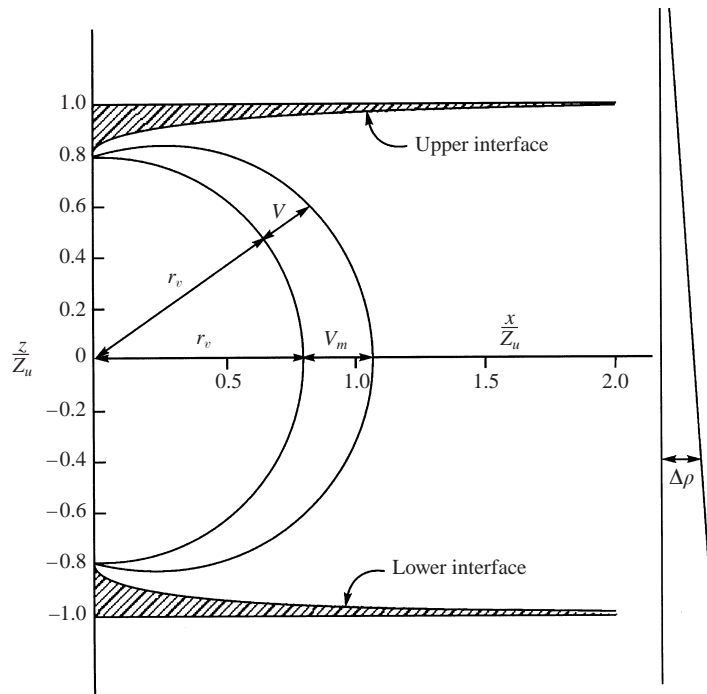 1.0
Upper interface
0.8
V
0.6
0.4
r_v
0.2
z/Z_u
0
r_v
V_m
x/Z_u
0.5
1.0
1.5
2.0
−0.2
−0.4
Δρ
−0.6
−0.8
Lower interface
−1.0